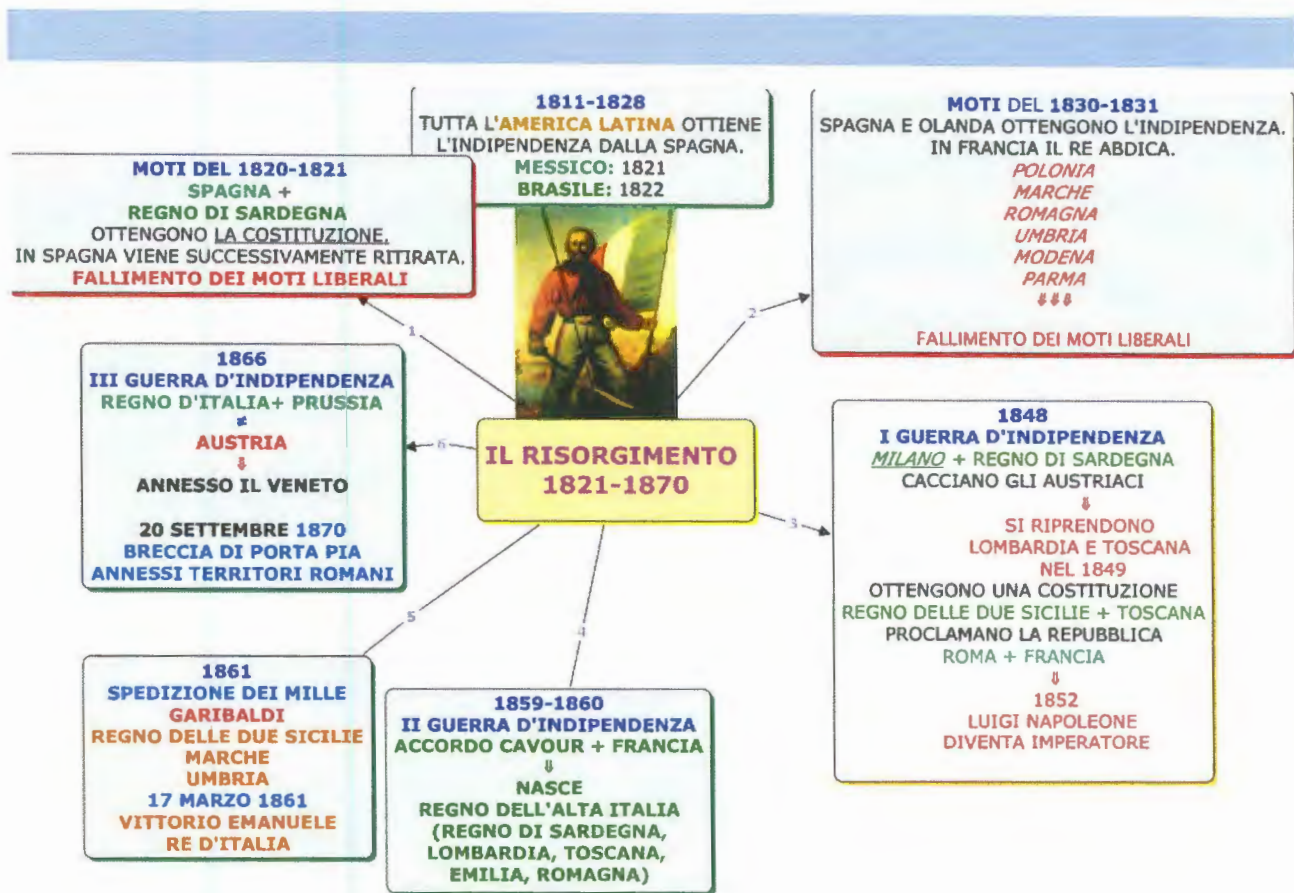 1811-1828
TUTTA L'AMERICA LATINA OTTIENE
L'INDIPENDENZA DALLA SPAGNA.
MESSICO: 1821
BRASILE: 1822
MOTI DEL 1820-1821
SPAGNA +
REGNO DI SARDEGNA
OTTENGONO LA COSTITUZIONE.
IN SPAGNA VIENE SUCCESSIVAMENTE RITIRATA.
FALLIMENTO DEI MOTI LIBERALI
MOTI DEL 1830-1831
SPAGNA E OLANDA OTTENGONO L'INDIPENDENZA.
IN FRANCIA IL RE ABDICA.
POLONIA
MARCHE
ROMAGNA
UMBRIA
MODENA
PARMA
⇓⇓⇓
FALLIMENTO DEI MOTI LIBERALI
IL RISORGIMENTO
1821-1870
1
2
3
4
5
6
1848
I GUERRA D'INDIPENDENZA
MILANO + REGNO DI SARDEGNA
CACCIANO GLI AUSTRIACI
⇓
SI RIPRENDONO
LOMBARDIA E TOSCANA
NEL 1849
OTTENGONO UNA COSTITUZIONE
REGNO DELLE DUE SICILIE + TOSCANA
PROCLAMANO LA REPUBBLICA
ROMA + FRANCIA
⇓
1852
LUIGI NAPOLEONE
DIVENTA IMPERATORE
1859-1860
II GUERRA D'INDIPENDENZA
ACCORDO CAVOUR + FRANCIA
⇓
NASCE
REGNO DELL'ALTA ITALIA
(REGNO DI SARDEGNA,
LOMBARDIA, TOSCANA,
EMILIA, ROMAGNA)
1861
SPEDIZIONE DEI MILLE
GARIBALDI
REGNO DELLE DUE SICILIE
MARCHE
UMBRIA
17 MARZO 1861
VITTORIO EMANUELE
RE D'ITALIA
1866
III GUERRA D'INDIPENDENZA
REGNO D'ITALIA+ PRUSSIA
≠
AUSTRIA
⇓
ANNESSO IL VENETO
20 SETTEMBRE 1870
BRECCIA DI PORTA PIA
ANNESSI TERRITORI ROMANI